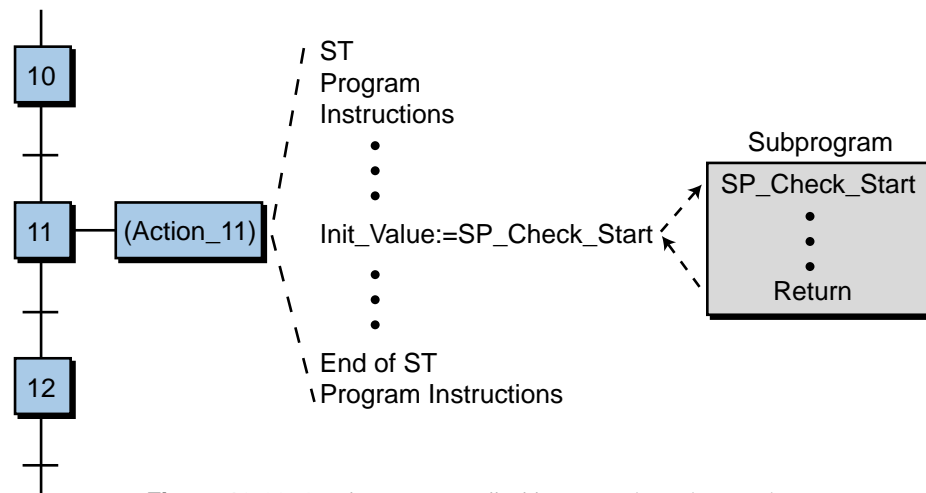 10
ST
Program
Instructions
Subprogram
SP_Check_Start
11
(Action_11)
Init_Value:=SP_Check_Start
Return
End of ST
12
Program Instructions